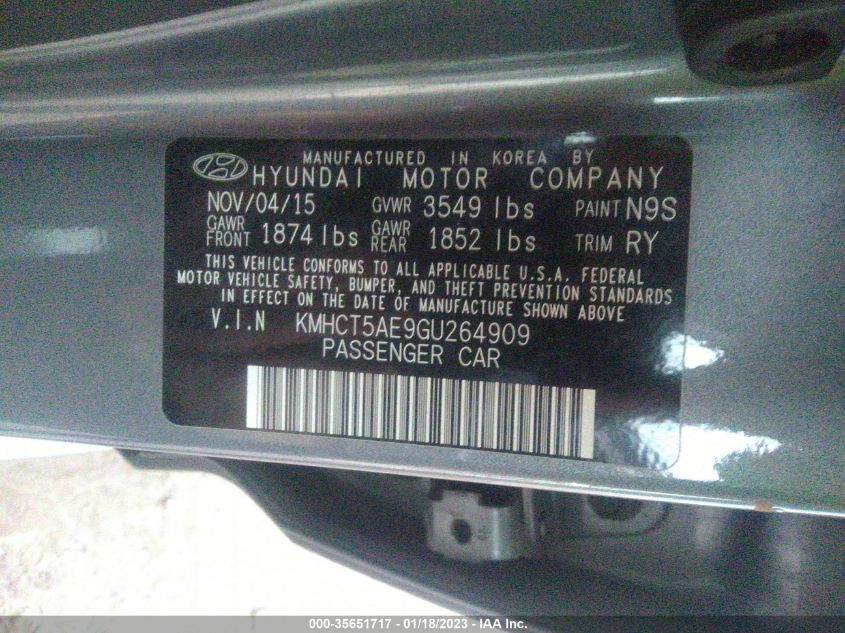 MANUFACTURED IN KOREA BY
HYUNDAI MOTOR COMPANY
NOV/04/15 GVWR 3549 lbs PAINT N9S
GAWR FRONT 1874 lbs GAWR REAR 1852 lbs TRIM RY
THIS VEHICLE CONFORMS TO ALL APPLICABLE U.S.A. FEDERAL
MOTOR VEHICLE SAFETY, BUMPER, AND THEFT PREVENTION STANDARDS
IN EFFECT ON THE DATE OF MANUFACTURE SHOWN ABOVE.
V.I.N KMHCT5AE9GU264909
PASSENGER CAR
000-35651717 - 01/18/2023 - IAA Inc.